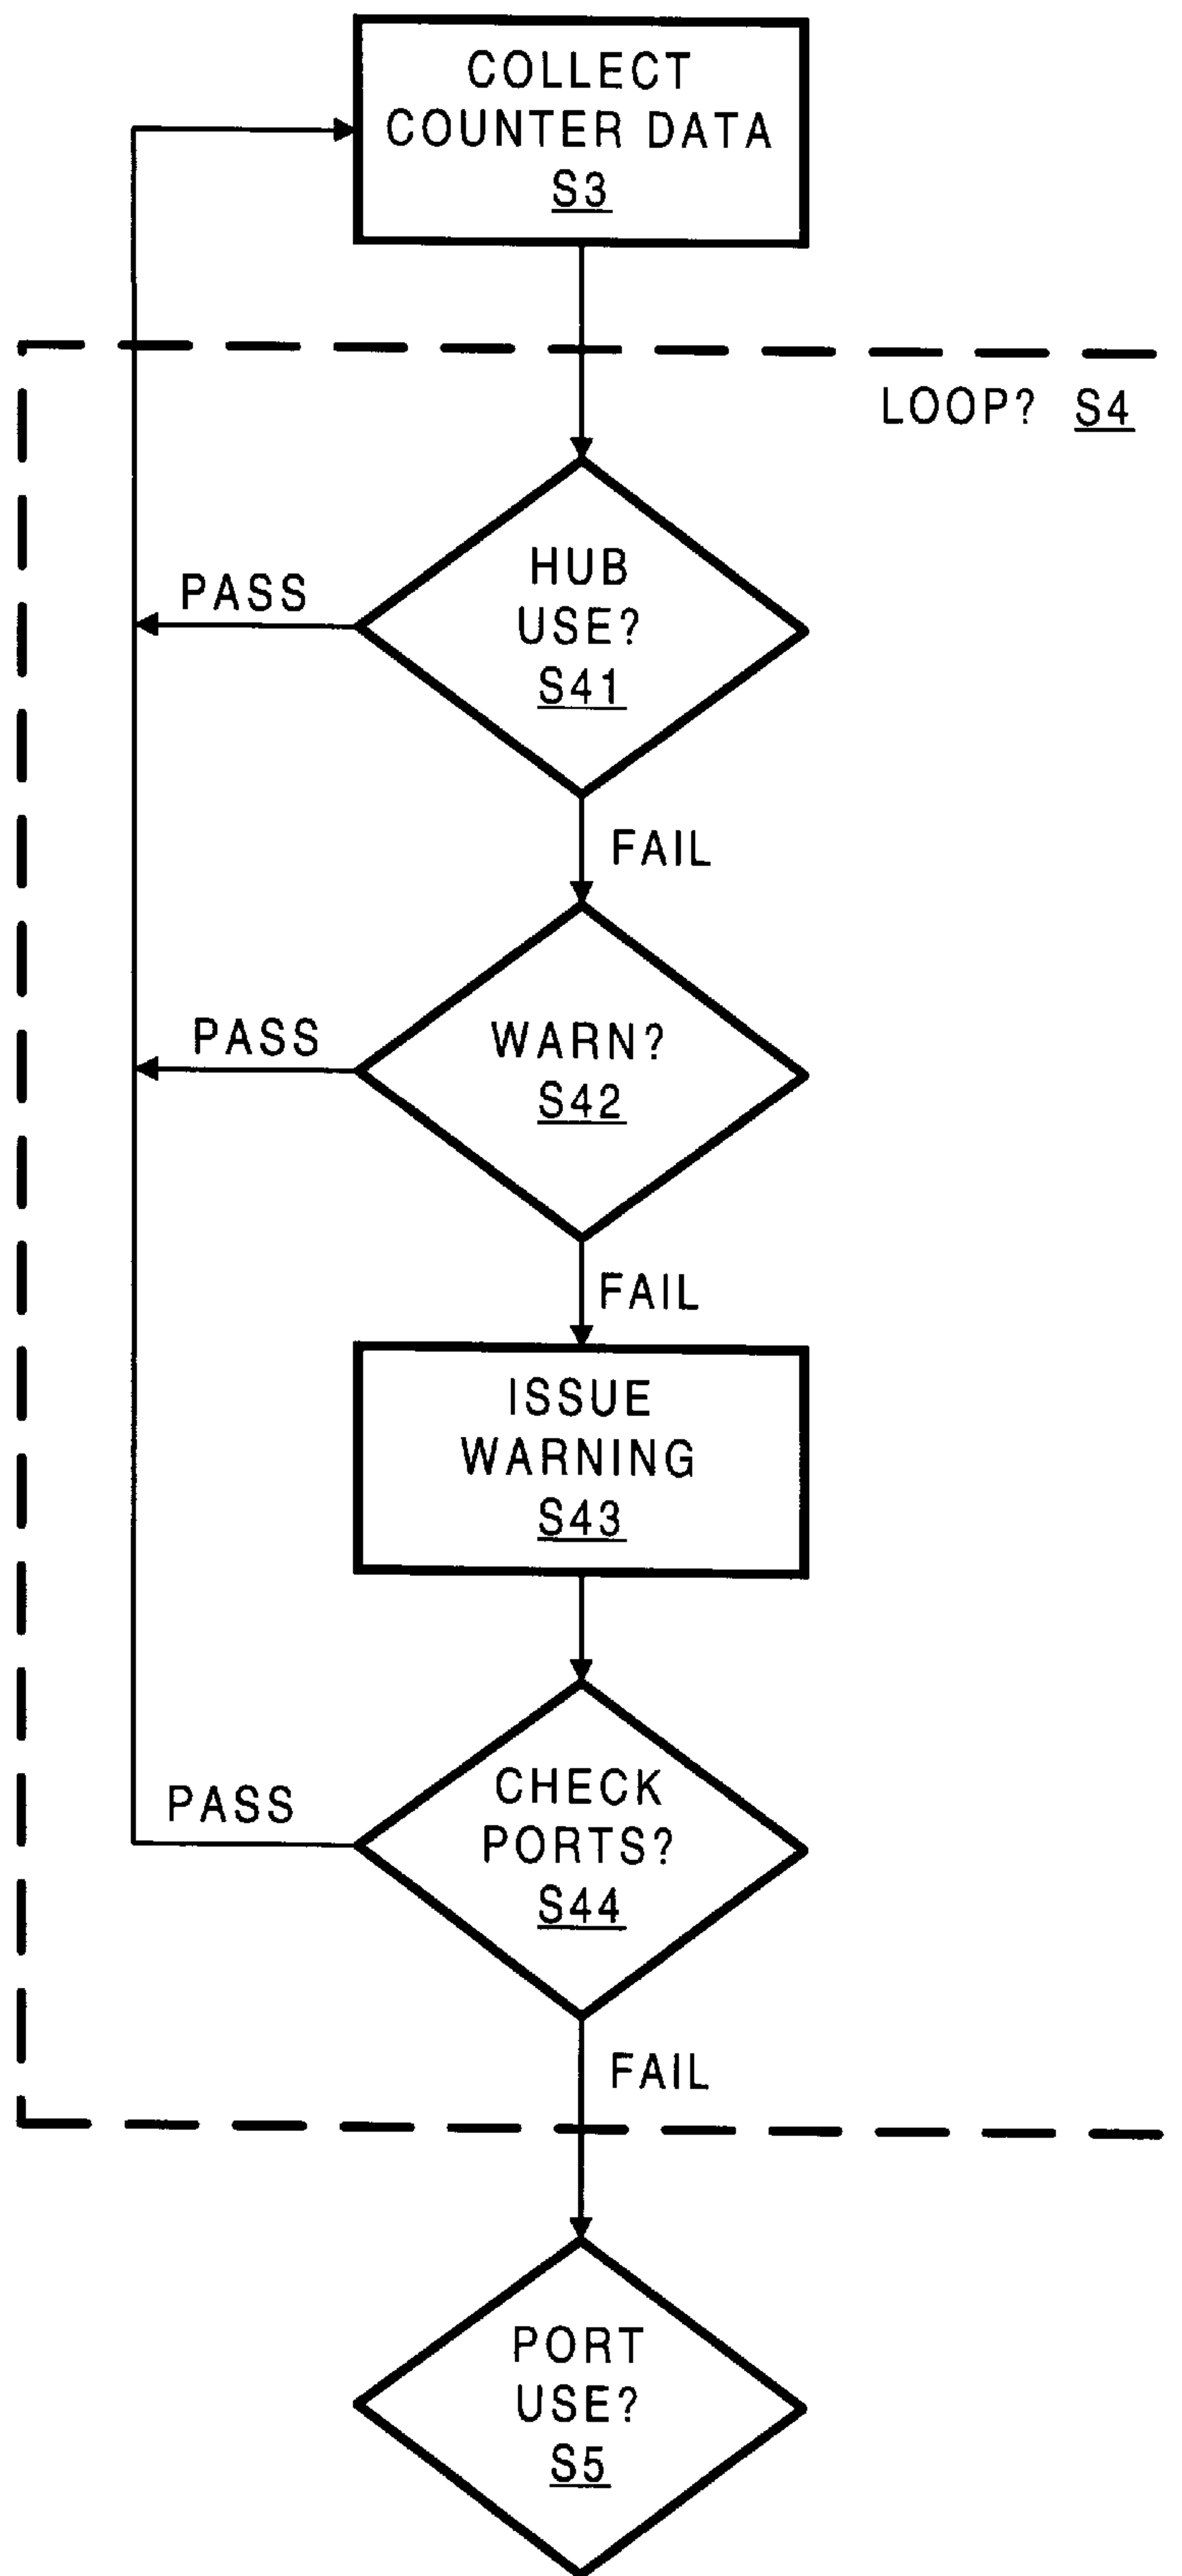 COLLECT
COUNTER DATA
S3
LOOP? S4
HUB
USE?
S41
PASS
FAIL
WARN?
S42
PASS
FAIL
ISSUE
WARNING
S43
CHECK
PORTS?
S44
PASS
FAIL
PORT
USE?
S5